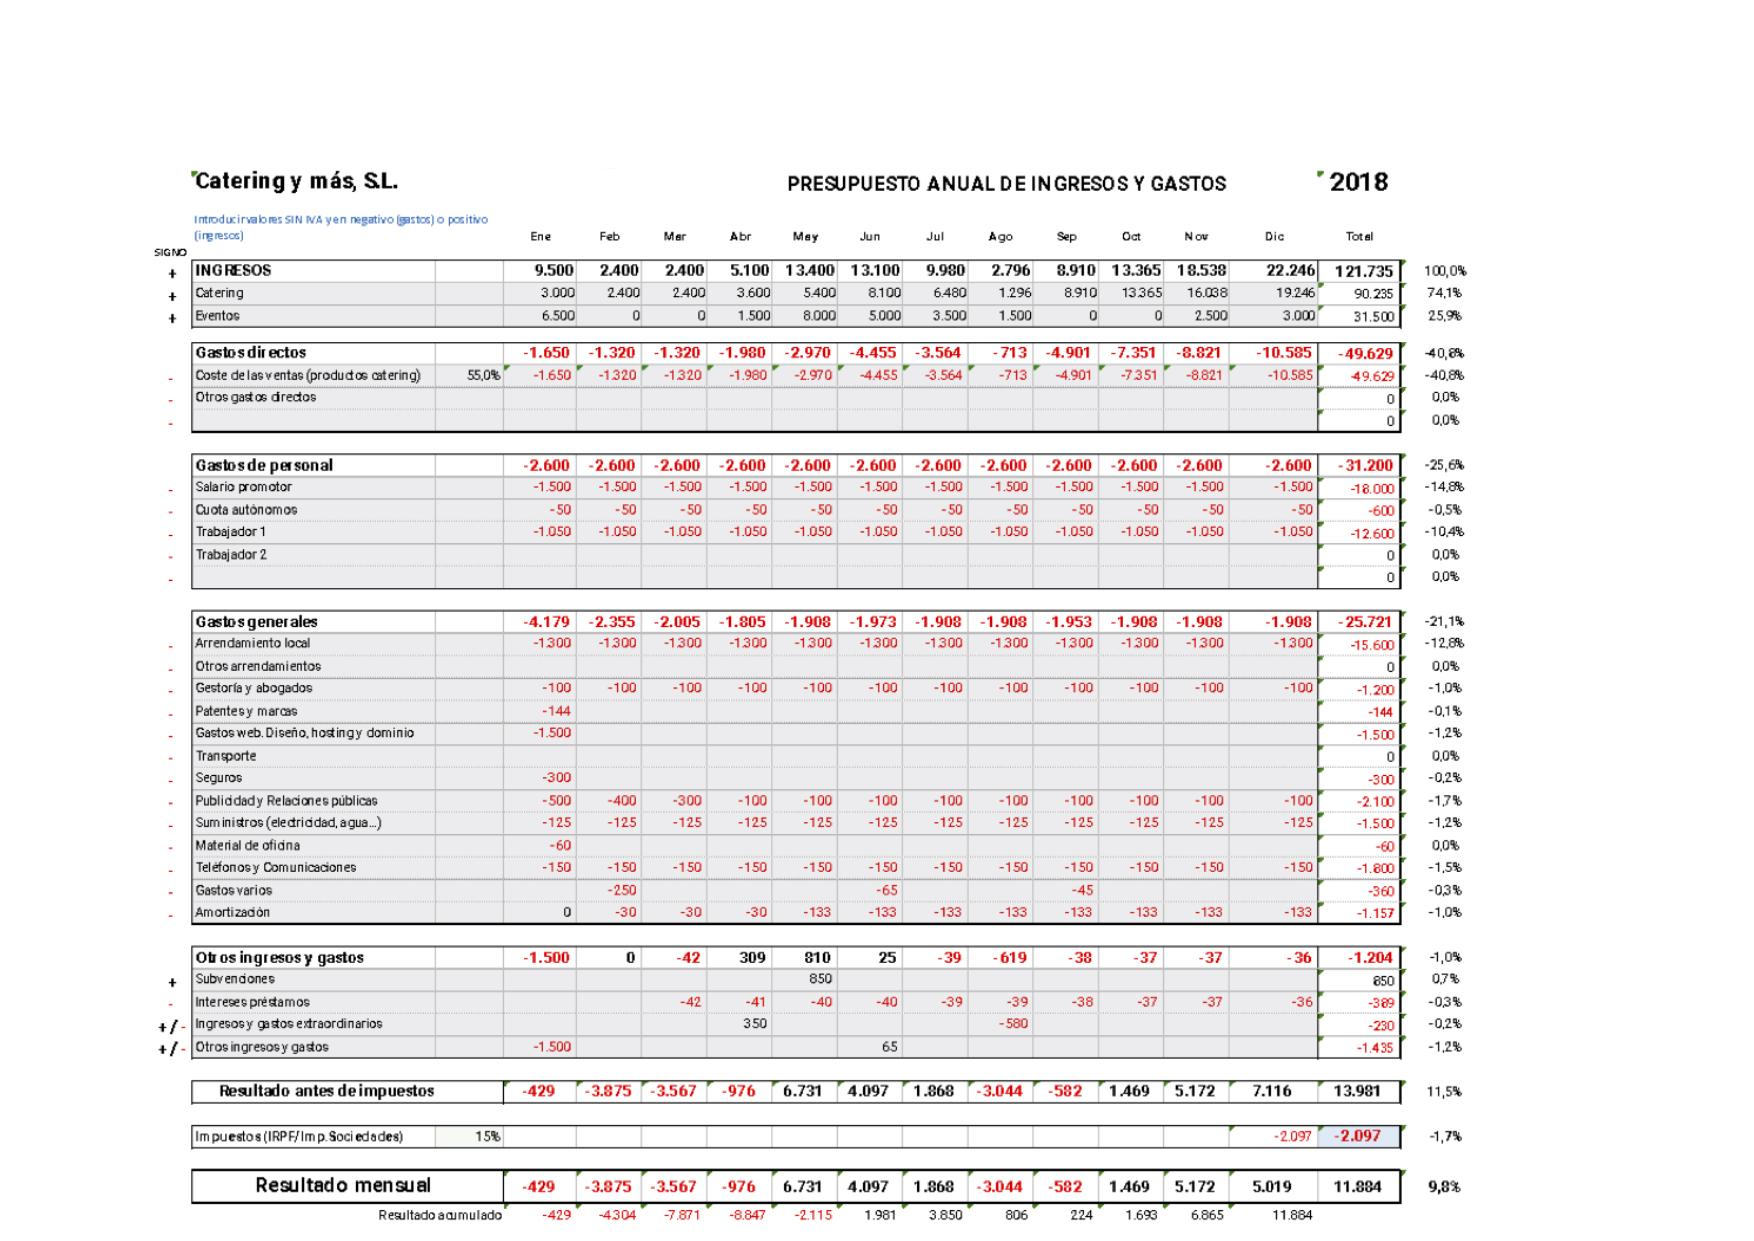 Catering y más, S.L. PRESUPUESTO ANUAL DE INGRESOS Y GASTOS 2018
Introducir valores SIN IVA y en negativo (gastos) o positivo
(ingresos) Ene Feb Mar Abr May Jun Jul Ago Sep Oct Nov Dic Total
SIGNO
+ INGRESOS 9.500 2.400 2.400 5.100 13.400 13.100 9.980 2.796 8.910 13.365 18.538 22.246 121.735 100,0%
+ Catering 3.000 2.400 2.400 3.600 5.400 8.100 6.480 1.296 8.910 13.365 16.038 19.246 90.235 74,1%
+ Eventos 6.500 0 0 1.500 8.000 5.000 3.500 1.500 0 0 2.500 3.000 31.500 25,9%
Gastos directos -1.650 -1.320 -1.320 -1.980 -2.970 -4.455 -3.564 -713 -4.901 -7.351 -8.821 -10.585 -49.629 -40,8%
- Coste de las ventas (productos catering) 55,0% -1.650 -1.320 -1.320 -1.980 -2.970 -4.455 -3.564 -713 -4.901 -7.351 -8.821 -10.585 -49.629 -40,8%
- Otros gastos directos 0 0,0%
- 0 0,0%
Gastos de personal -2.600 -2.600 -2.600 -2.600 -2.600 -2.600 -2.600 -2.600 -2.600 -2.600 -2.600 -2.600 -31.200 -25,6%
- Salario promotor -1.500 -1.500 -1.500 -1.500 -1.500 -1.500 -1.500 -1.500 -1.500 -1.500 -1.500 -1.500 -18.000 -14,8%
- Cuota autónomos -50 -50 -50 -50 -50 -50 -50 -50 -50 -50 -50 -50 -600 -0,5%
- Trabajador 1 -1.050 -1.050 -1.050 -1.050 -1.050 -1.050 -1.050 -1.050 -1.050 -1.050 -1.050 -1.050 -12.600 -10,4%
- Trabajador 2 0 0,0%
- 0 0,0%
Gastos generales -4.179 -2.355 -2.005 -1.805 -1.908 -1.973 -1.908 -1.908 -1.953 -1.908 -1.908 -1.908 -25.721 -21,1%
- Arrendamiento local -1300 -1300 -1300 -1300 -1300 -1300 -1300 -1300 -1300 -1300 -1300 -1300 -15.600 -12,8%
- Otros arrendamientos 0 0,0%
- Gestoría y abogados -100 -100 -100 -100 -100 -100 -100 -100 -100 -100 -100 -100 -1.200 -1,0%
- Patentes y marcas -144 -144 -0,1%
- Gastos web. Diseño, hosting y dominio -1.500 -1.500 -1,2%
- Transporte 0 0,0%
- Seguros -300 -300 -0,2%
- Publicidad y Relaciones públicas -500 -400 -300 -100 -100 -100 -100 -100 -100 -100 -100 -100 -2.100 -1,7%
- Suministros (electricidad, agua...) -125 -125 -125 -125 -125 -125 -125 -125 -125 -125 -125 -125 -1.500 -1,2%
- Material de oficina -60 -60 0,0%
- Teléfonos y Comunicaciones -150 -150 -150 -150 -150 -150 -150 -150 -150 -150 -150 -150 -1.800 -1,5%
- Gastos varios -250 -65 -45 -360 -0,3%
- Amortización 0 -30 -30 -30 -133 -133 -133 -133 -133 -133 -133 -133 -1.157 -1,0%
Otros ingresos y gastos -1.500 0 -42 309 810 25 -39 -619 -38 -37 -37 -36 -1.204 -1,0%
+ Subvenciones 850 850 0,7%
- Intereses préstamos -42 -41 -40 -40 -39 -39 -38 -37 -37 -36 -389 -0,3%
+/- Ingresos y gastos extraordinarios 350 -580 -230 -0,2%
+/- Otros ingresos y gastos -1.500 65 -1.435 -1,2%
Resultado antes de impuestos -429 -3.875 -3.567 -976 6.731 4.097 1.868 -3.044 -582 1.469 5.172 7.116 13.981 11,5%
Impuestos (IRPF/Imp.Sociedades) 15% -2.097 -2.097 -1,7%
Resultado mensual -429 -3.875 -3.567 -976 6.731 4.097 1.868 -3.044 -582 1.469 5.172 5.019 11.884 9,8%
Resultado acumulado -429 -4.304 -7.871 -8.847 -2.115 1.981 3.850 806 224 1.693 6.865 11.884